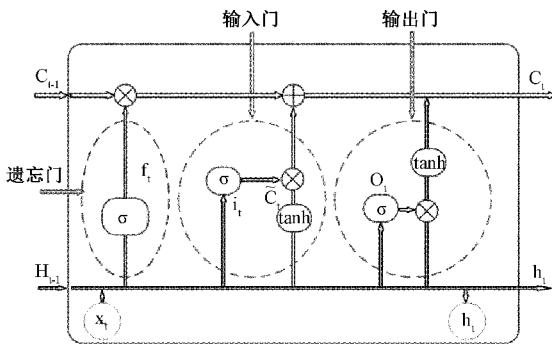 输入门
输出门
C_{t-1}
C_t
遗忘门
f_t
σ
σ
i_t
C̃_t
tanh
O_t
σ
tanh
H_{t-1}
h_t
x_t
h_t